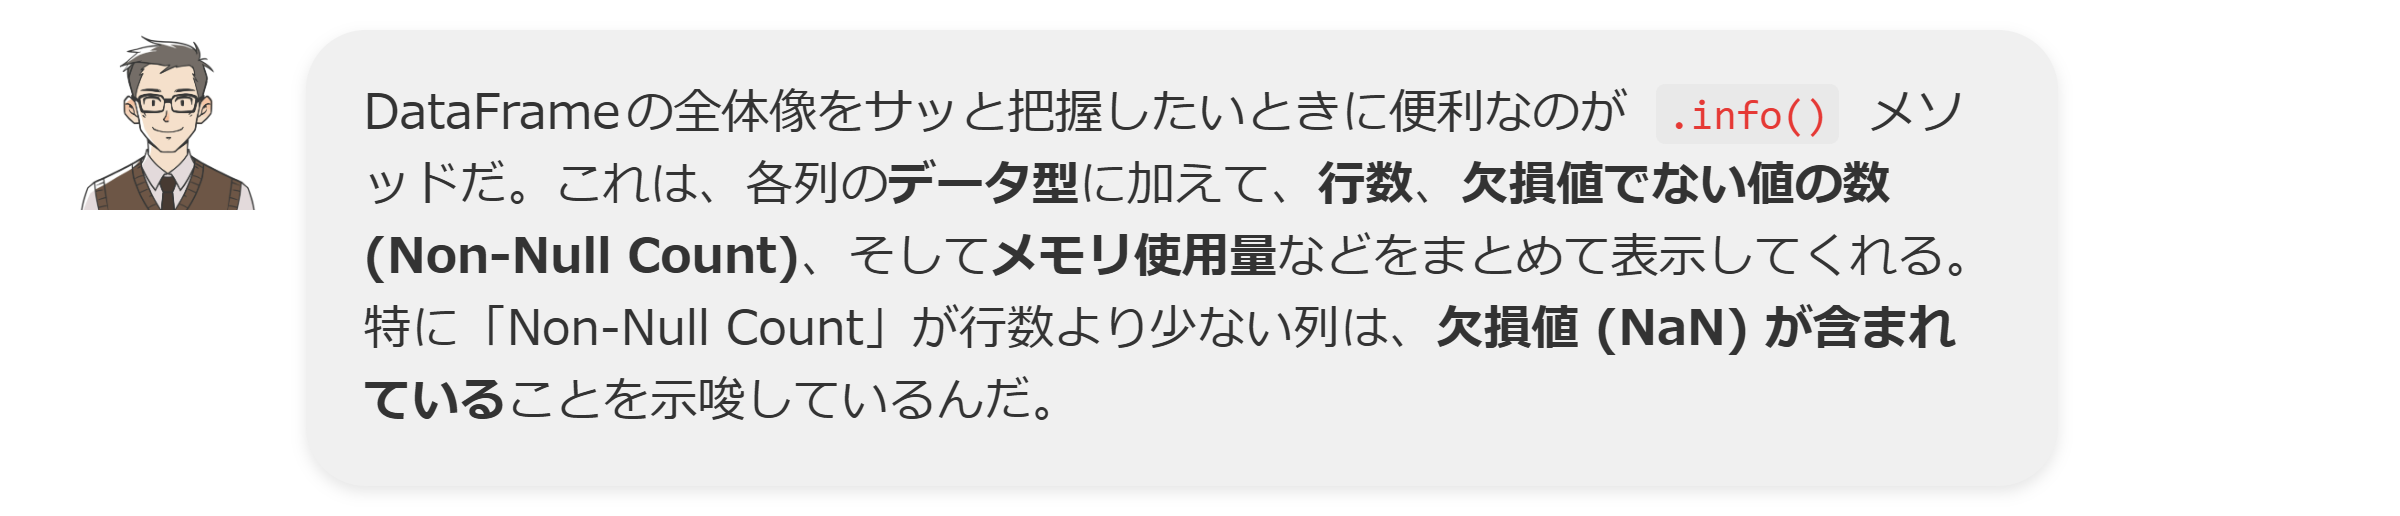 DataFrameの全体像をサッと把握したいときに便利なのが .info() メソ
ッドだ。これは、各列のデータ型に加えて、行数、欠損値でない値の数
(Non-Null Count)、そしてメモリ使用量などをまとめて表示してくれる。
特に「Non-Null Count」が行数より少ない列は、欠損値 (NaN) が含まれ
ていることを示唆しているんだ。